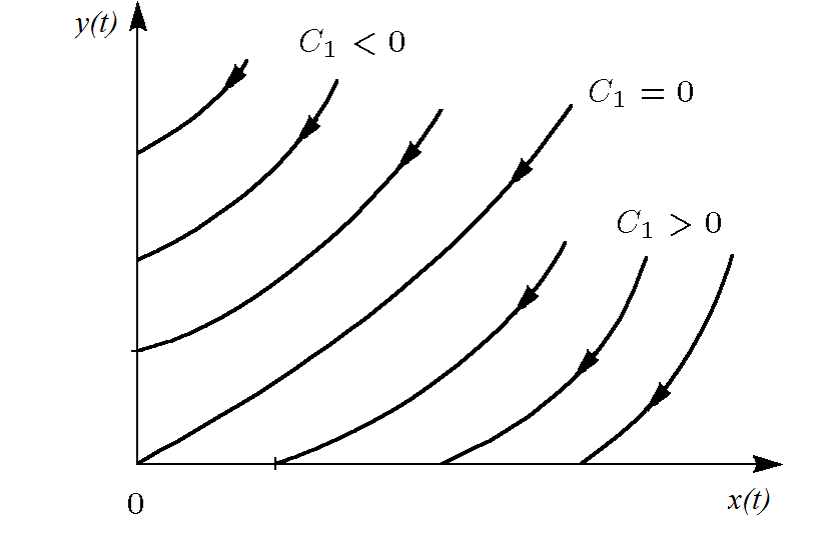 y(t)
C₁ < 0
C₁ = 0
C₁ > 0
0
x(t)